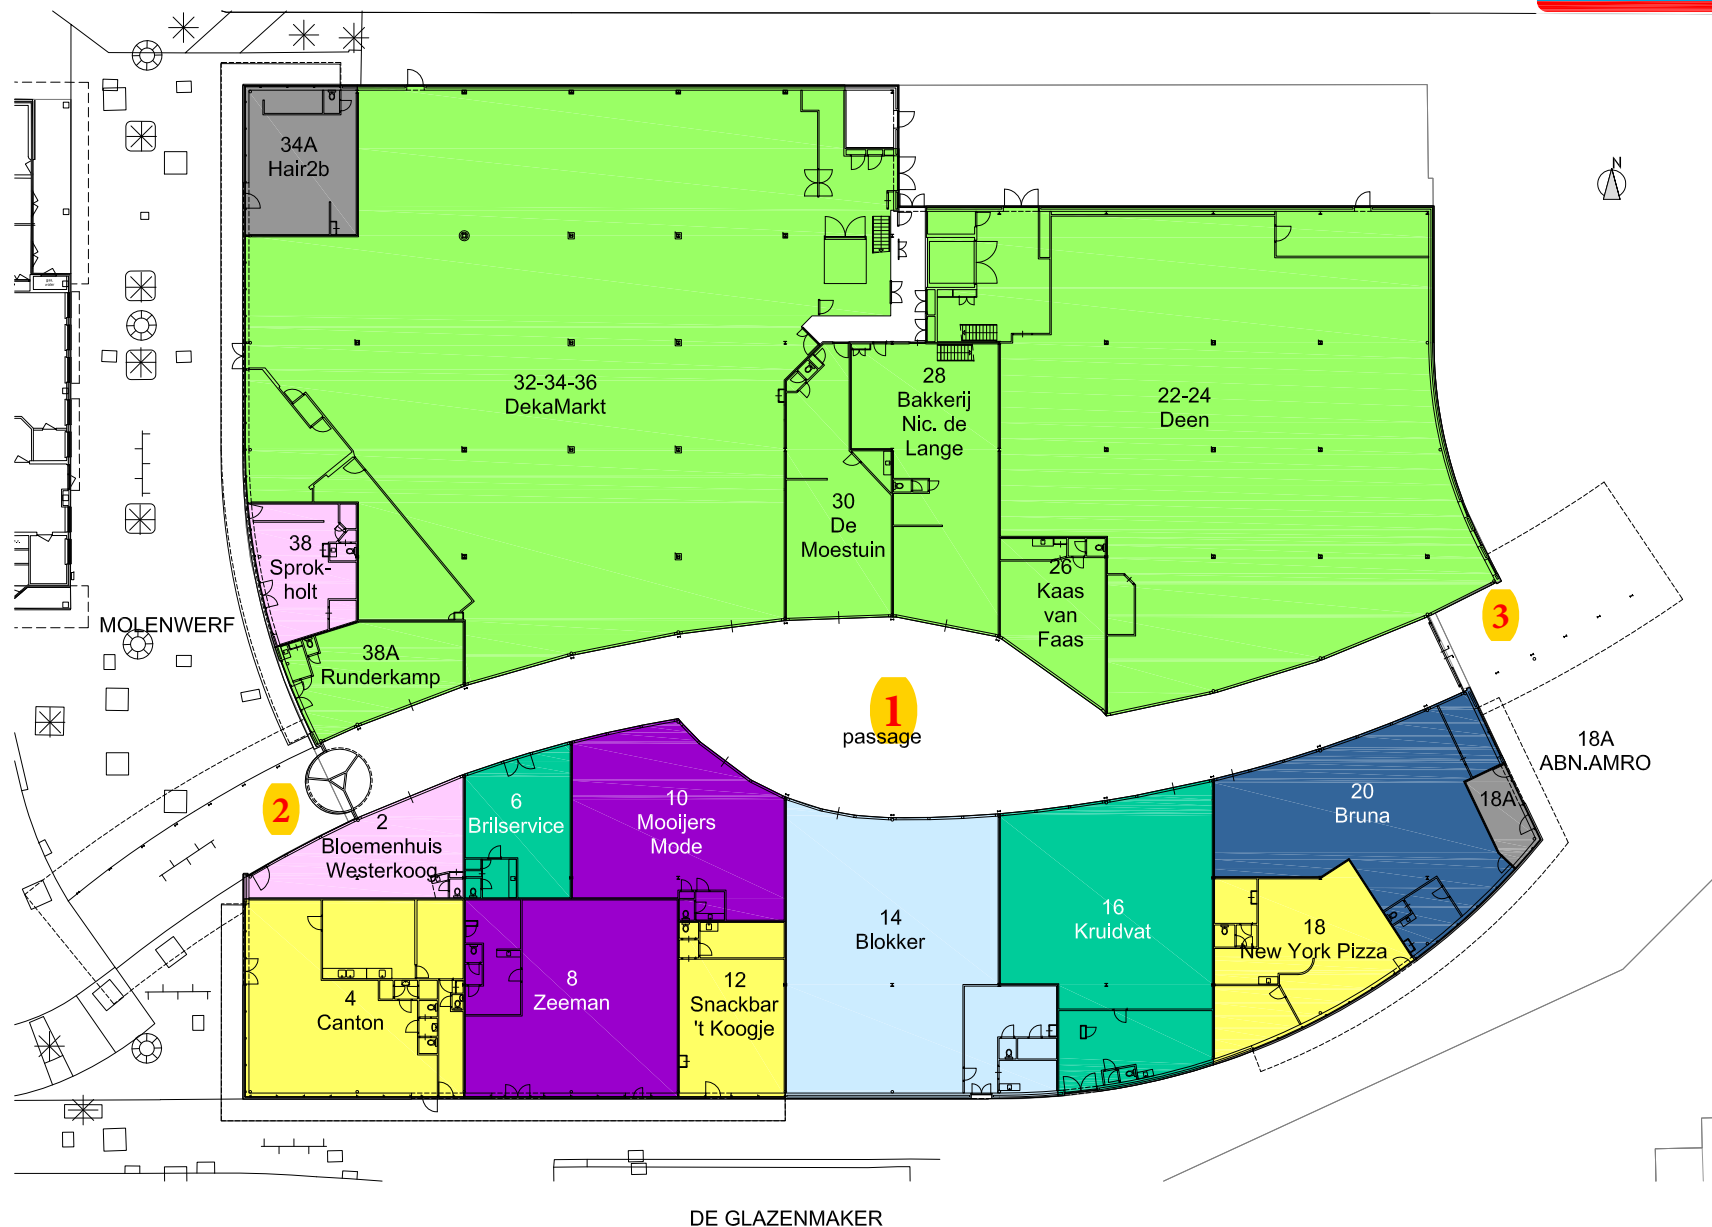 N
34A
Hair2b
32-34-36
DekaMarkt
28
Bakkerij
Nic. de
Lange
22-24
Deen
30
De
Moestuin
38
Sprok-
holt
26
Kaas
van
Faas
3
MOLENWERF
38A
Runderkamp
1
passage
18A
ABN.AMRO
2
2
Bloemenhuis
Westerkoog
6
Brilservice
10
Mooijers
Mode
20
Bruna
18A
14
Blokker
16
Kruidvat
18
New York Pizza
4
Canton
8
Zeeman
12
Snackbar
't Koogje
DE GLAZENMAKER